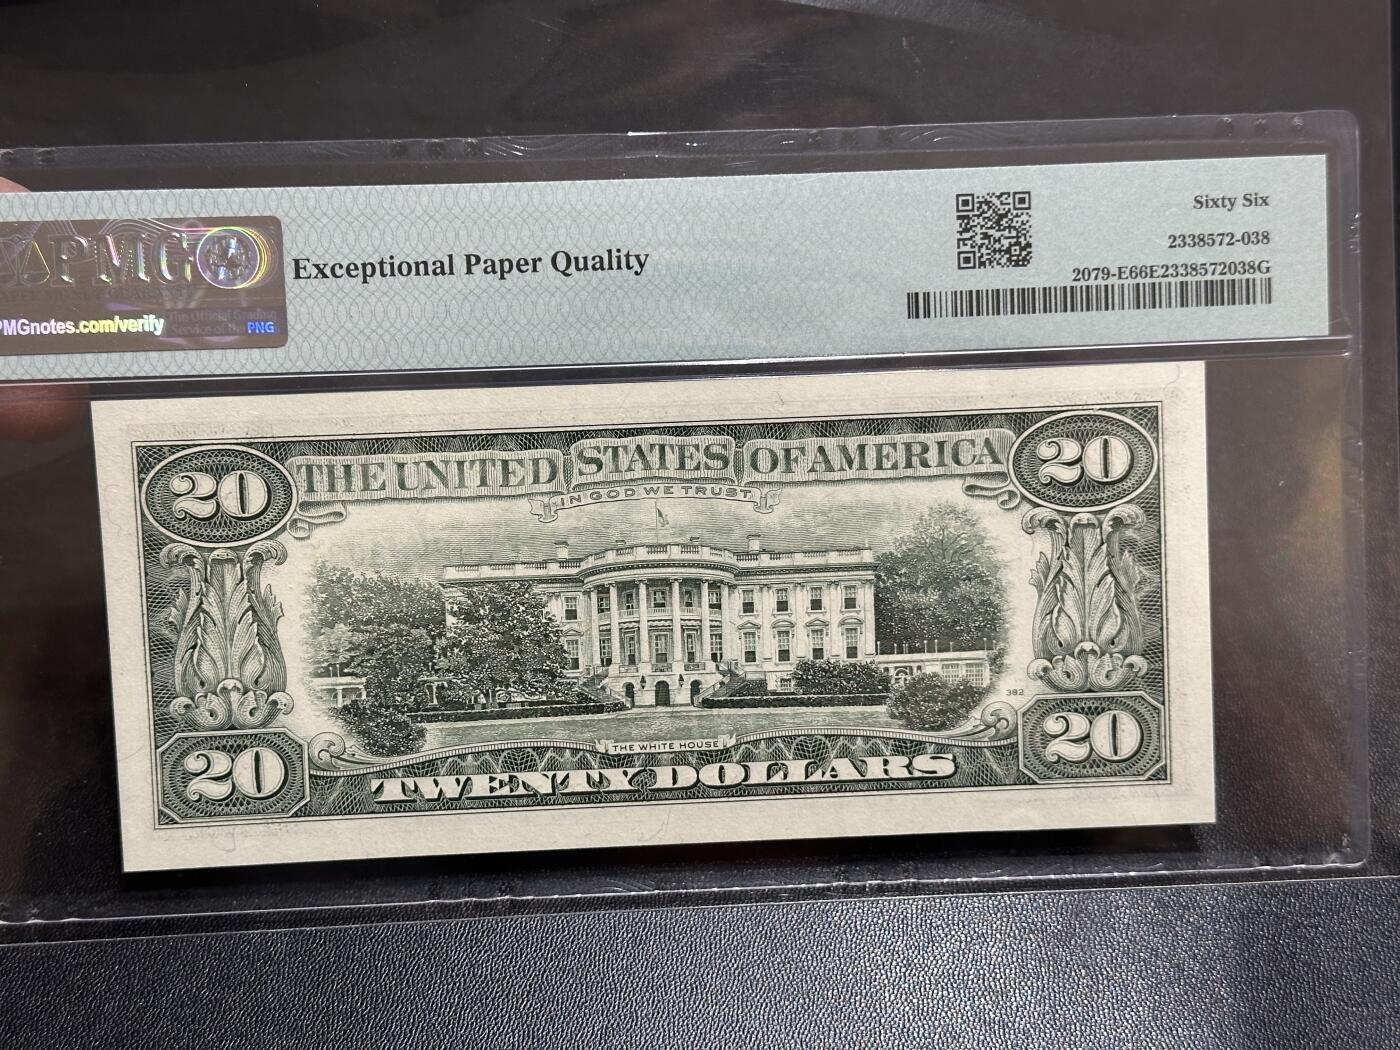 PMG
PMGnotes.com/verify
The Official Grading
Service of the
PNG
Exceptional Paper Quality
Sixty Six
2338572-038
2079-E66E2338572038G
20
THE UNITED STATES OF AMERICA
20
IN GOD WE TRUST
382
THE WHITE HOUSE
20
TWENTY DOLLARS
20